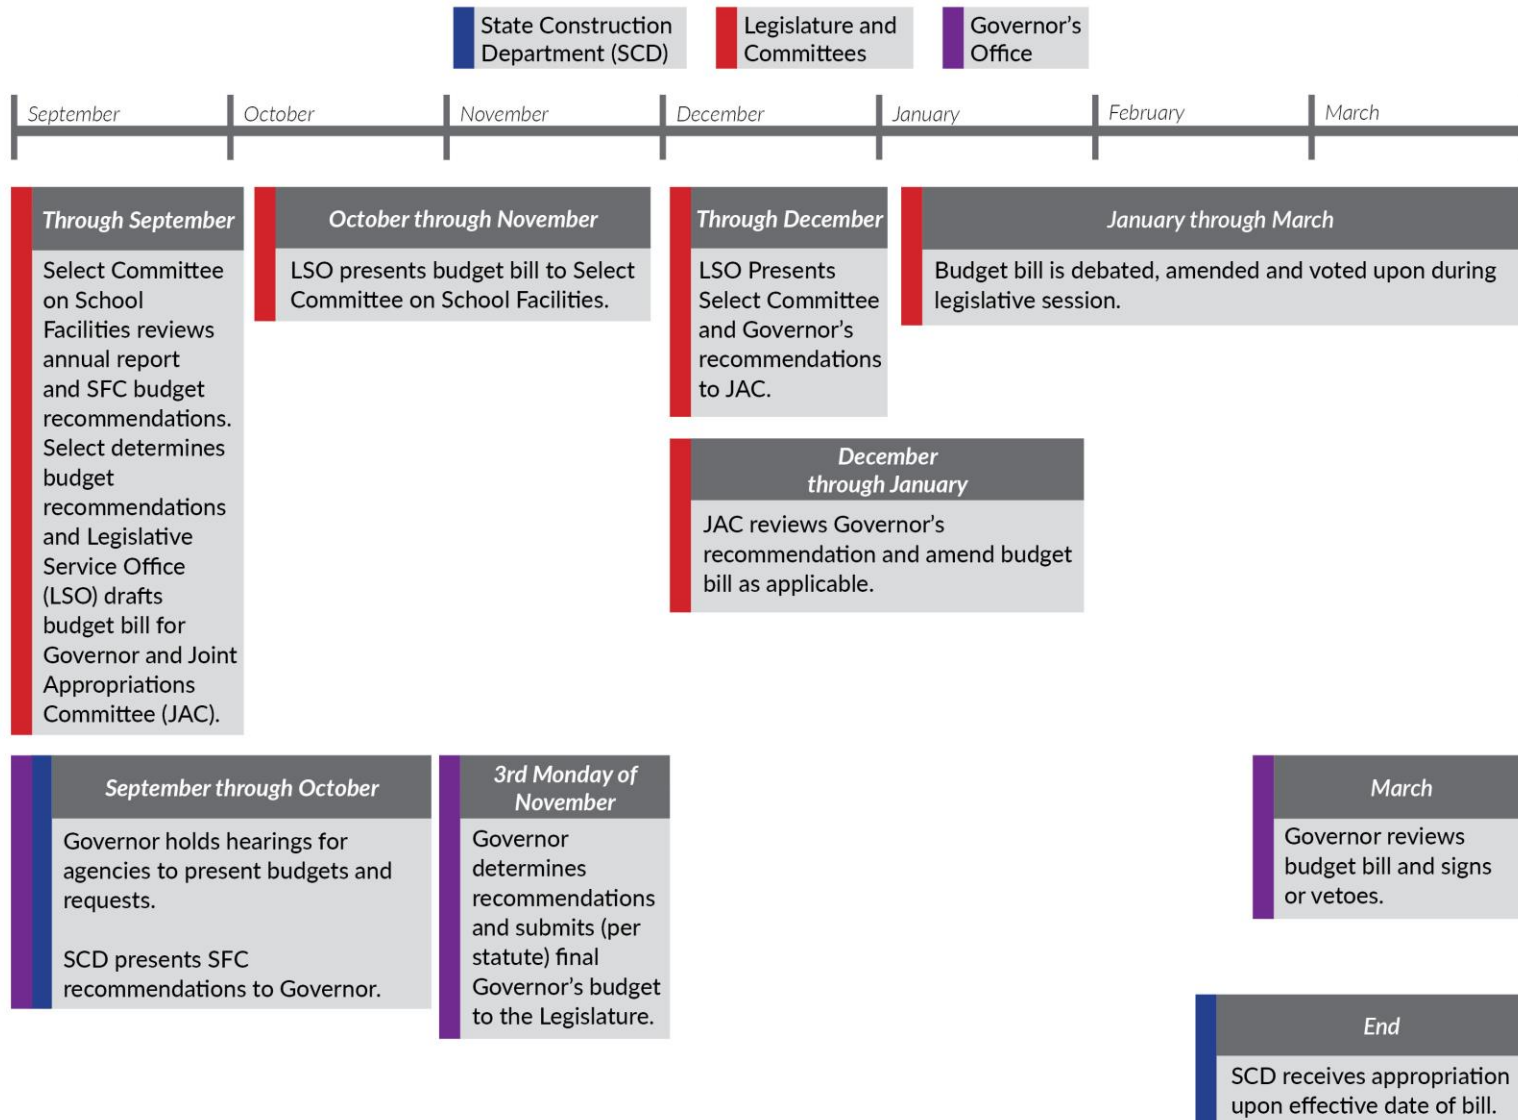 State Construction
Department (SCD)
Legislature and
Committees
Governor's
Office
September
October
November
December
January
February
March
Through September
Select Committee
on School
Facilities reviews
annual report
and SFC budget
recommendations.
Select determines
budget
recommendations
and Legislative
Service Office
(LSO) drafts
budget bill for
Governor and Joint
Appropriations
Committee (JAC).
October through November
LSO presents budget bill to Select
Committee on School Facilities.
Through December
LSO Presents
Select Committee
and Governor's
recommendations
to JAC.
January through March
Budget bill is debated, amended and voted upon during
legislative session.
December
through January
JAC reviews Governor's
recommendation and amend budget
bill as applicable.
September through October
Governor holds hearings for
agencies to present budgets and
requests.
SCD presents SFC
recommendations to Governor.
3rd Monday of
November
Governor
determines
recommendations
and submits (per
statute) final
Governor's budget
to the Legislature.
March
Governor reviews
budget bill and signs
or vetoes.
End
SCD receives appropriation
upon effective date of bill.